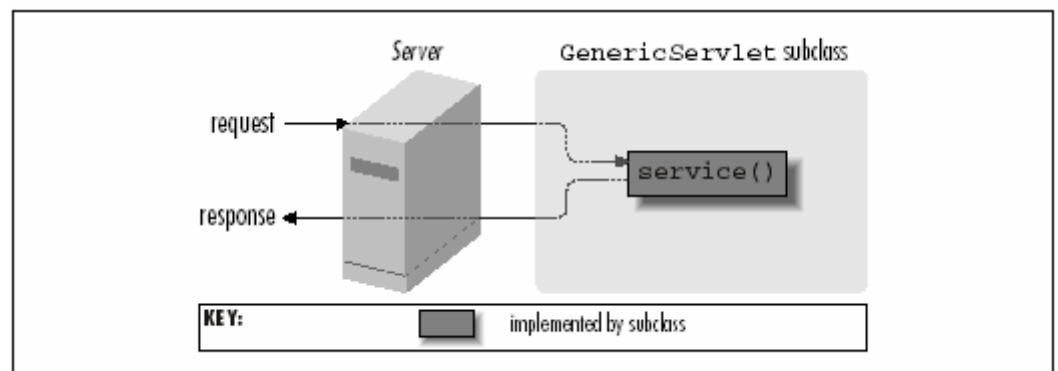 Server
GenericServlet subclass
request
service()
response
KEY:
implemented by subclass